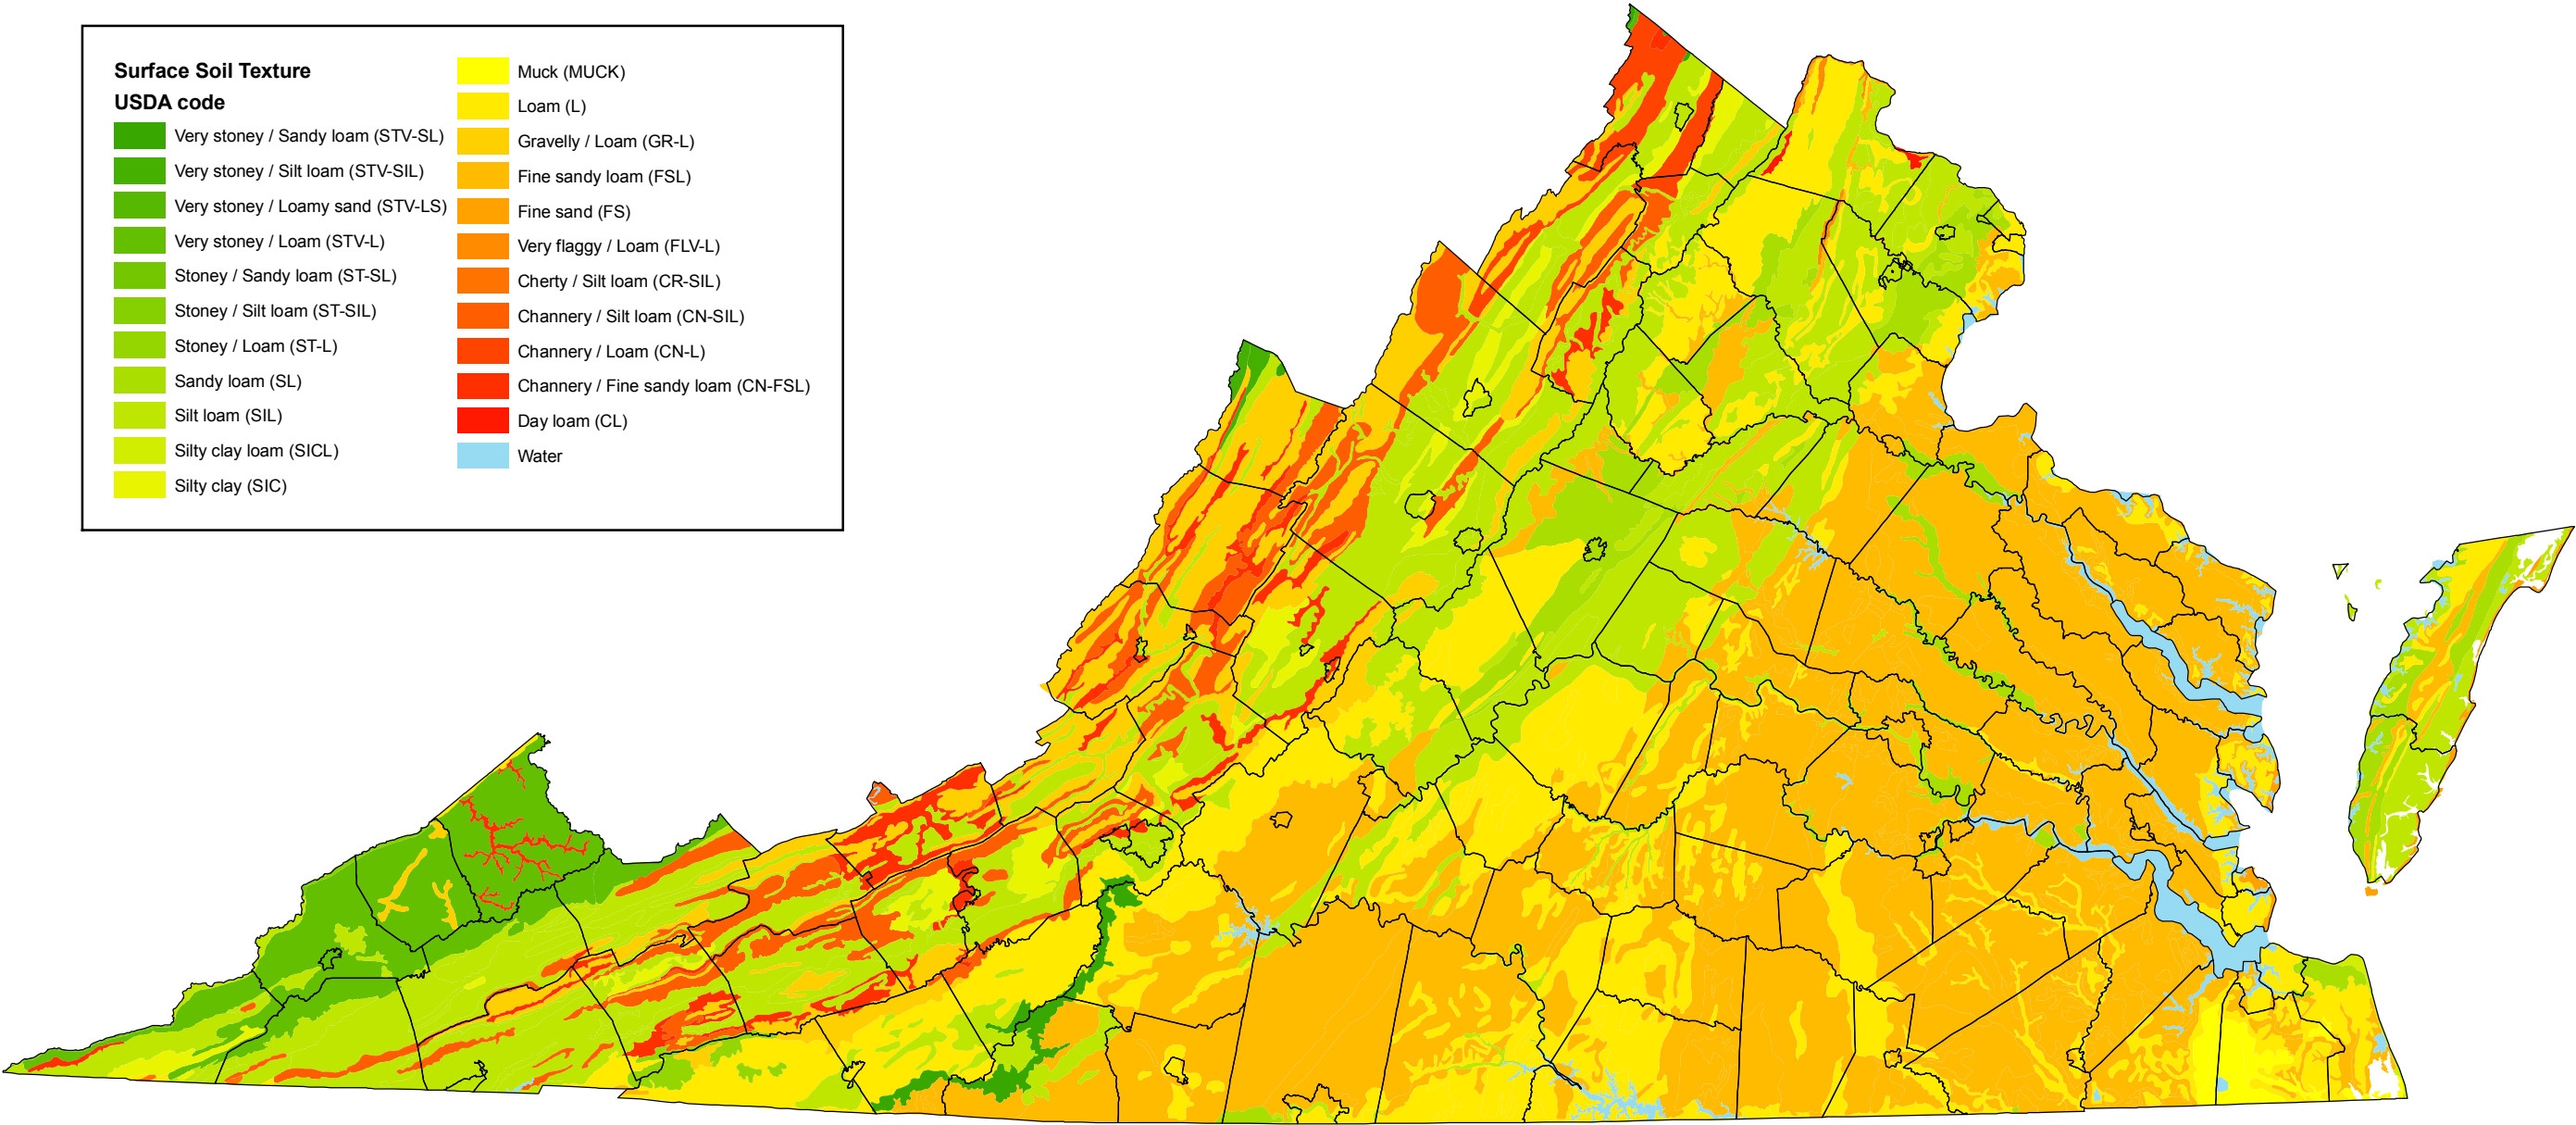 Surface Soil Texture
USDA code
Very stoney / Sandy loam (STV-SL)
Very stoney / Silt loam (STV-SIL)
Very stoney / Loamy sand (STV-LS)
Very stoney / Loam (STV-L)
Stoney / Sandy loam (ST-SL)
Stoney / Silt loam (ST-SIL)
Stoney / Loam (ST-L)
Sandy loam (SL)
Silt loam (SIL)
Silty clay loam (SICL)
Silty clay (SIC)
Muck (MUCK)
Loam (L)
Gravelly / Loam (GR-L)
Fine sandy loam (FSL)
Fine sand (FS)
Very flaggy / Loam (FLV-L)
Cherty / Silt loam (CR-SIL)
Channery / Silt loam (CN-SIL)
Channery / Loam (CN-L)
Channery / Fine sandy loam (CN-FSL)
Day loam (CL)
Water